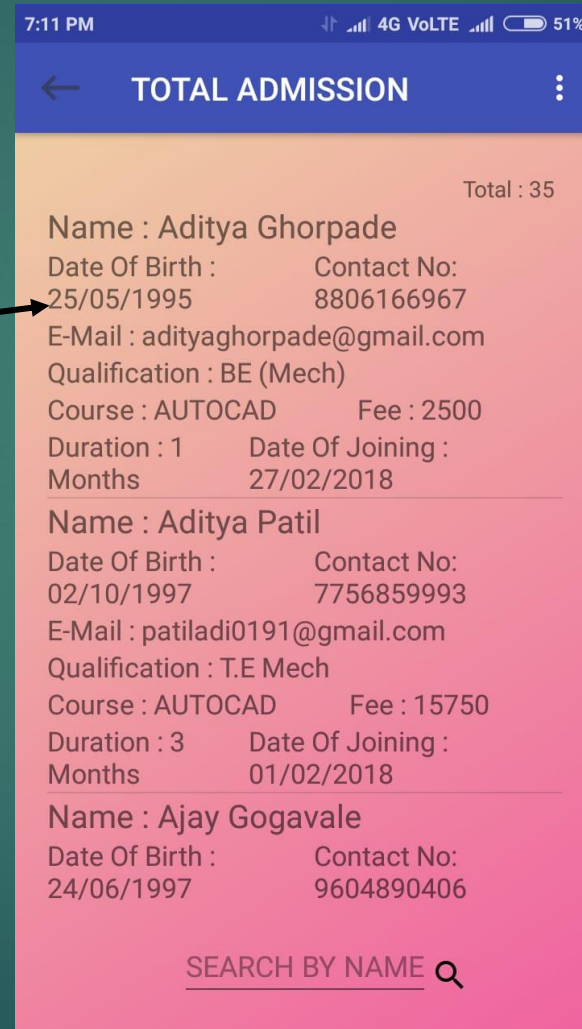 7:11 PM 4G VoLTE 51%
TOTAL ADMISSION
Total : 35
Name : Aditya Ghorpade
Date Of Birth : Contact No:
25/05/1995 8806166967
E-Mail : adityaghorpade@gmail.com
Qualification : BE (Mech)
Course : AUTOCAD Fee : 2500
Duration : 1 Date Of Joining :
Months 27/02/2018
Name : Aditya Patil
Date Of Birth : Contact No:
02/10/1997 7756859993
E-Mail : patiladi0191@gmail.com
Qualification : T.E Mech
Course : AUTOCAD Fee : 15750
Duration : 3 Date Of Joining :
Months 01/02/2018
Name : Ajay Gogavale
Date Of Birth : Contact No:
24/06/1997 9604890406
SEARCH BY NAME